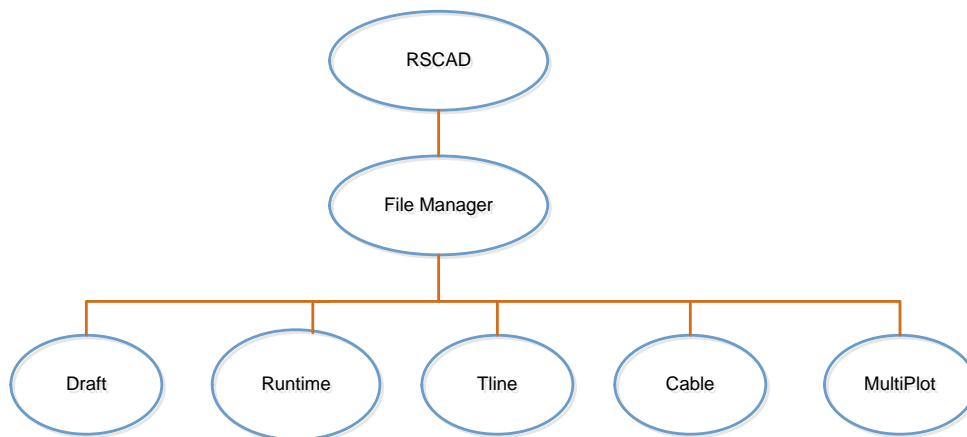 RSCAD
File Manager
Draft
Runtime
Tline
Cable
MultiPlot